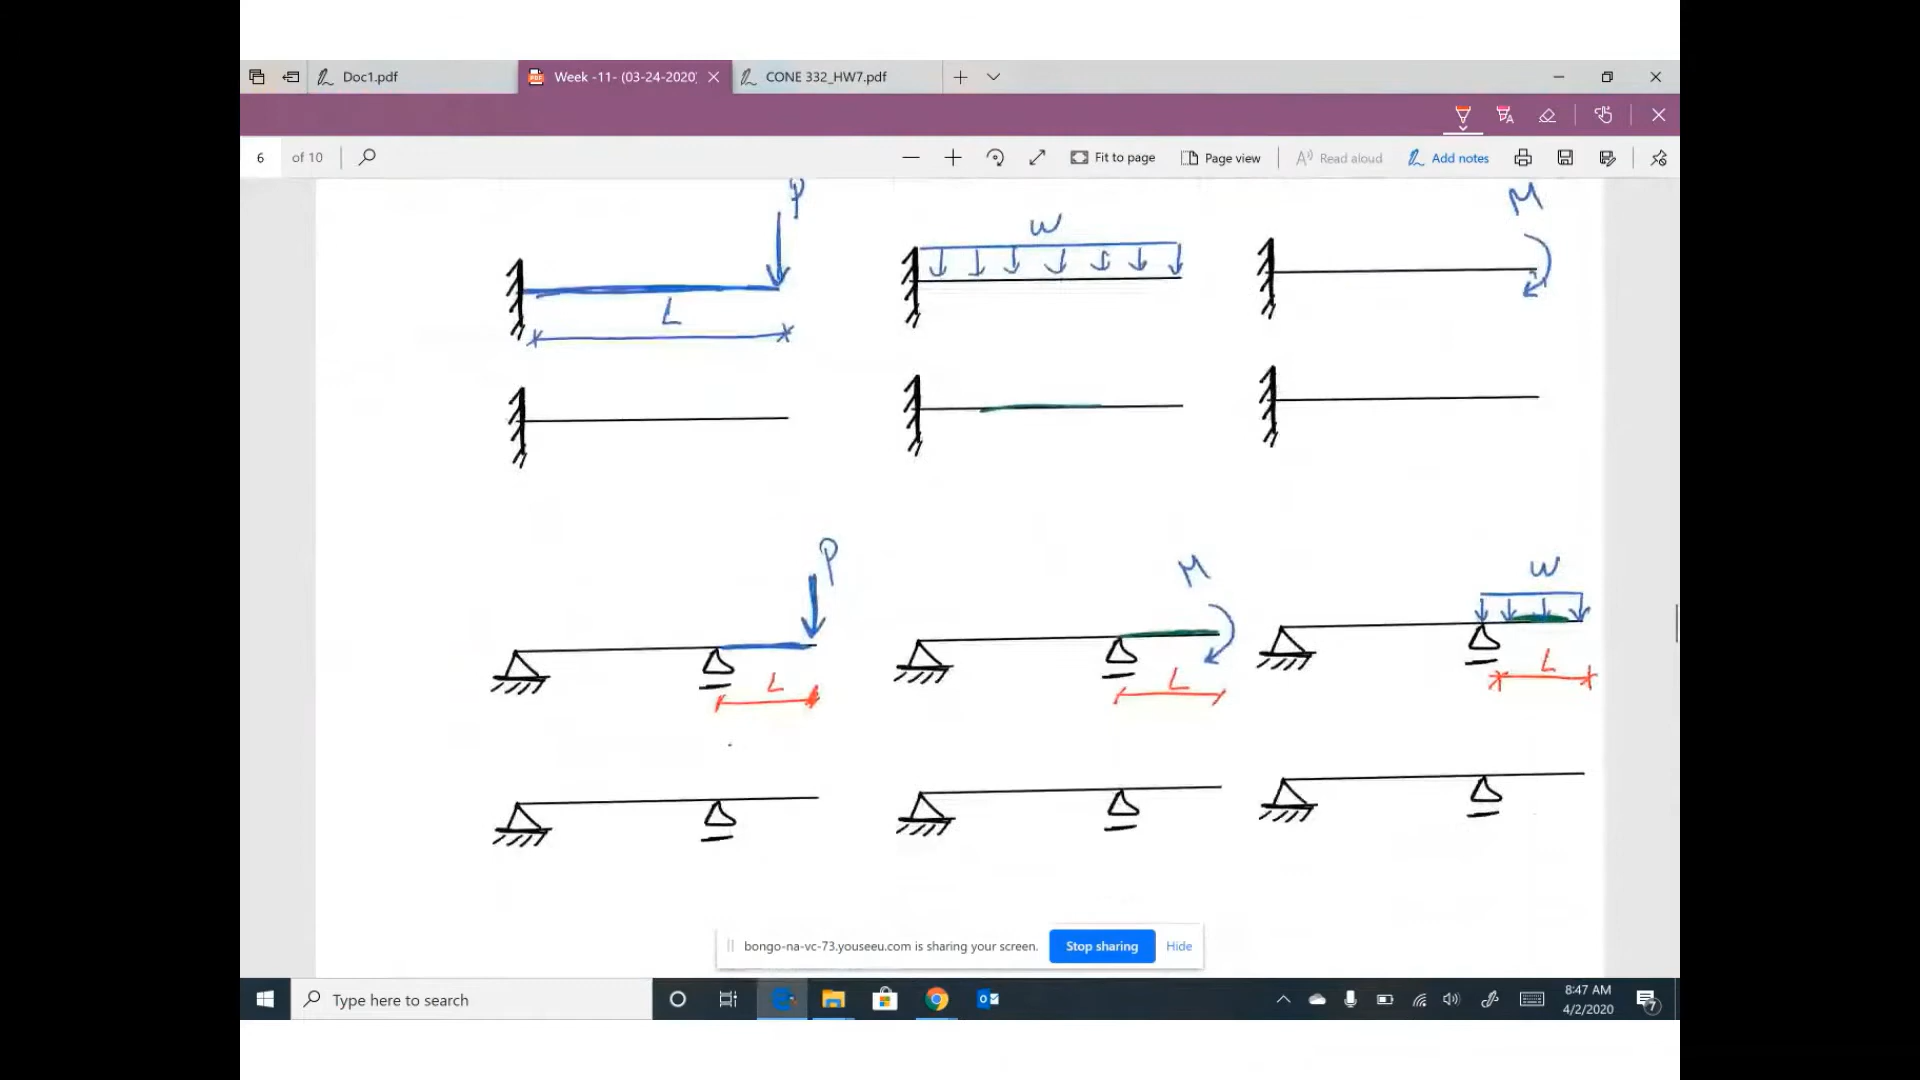 Doc1.pdf
Week -11- (03-24-2020)
CONE 332_HW7.pdf
6 of 10
Fit to page
Page view
Read aloud
Add notes
P
W
M
L
P
M
W
L
L
L
bongo-na-vc-73.youseeu.com is sharing your screen.
Stop sharing
Hide
Type here to search
8:47 AM
4/2/2020
7